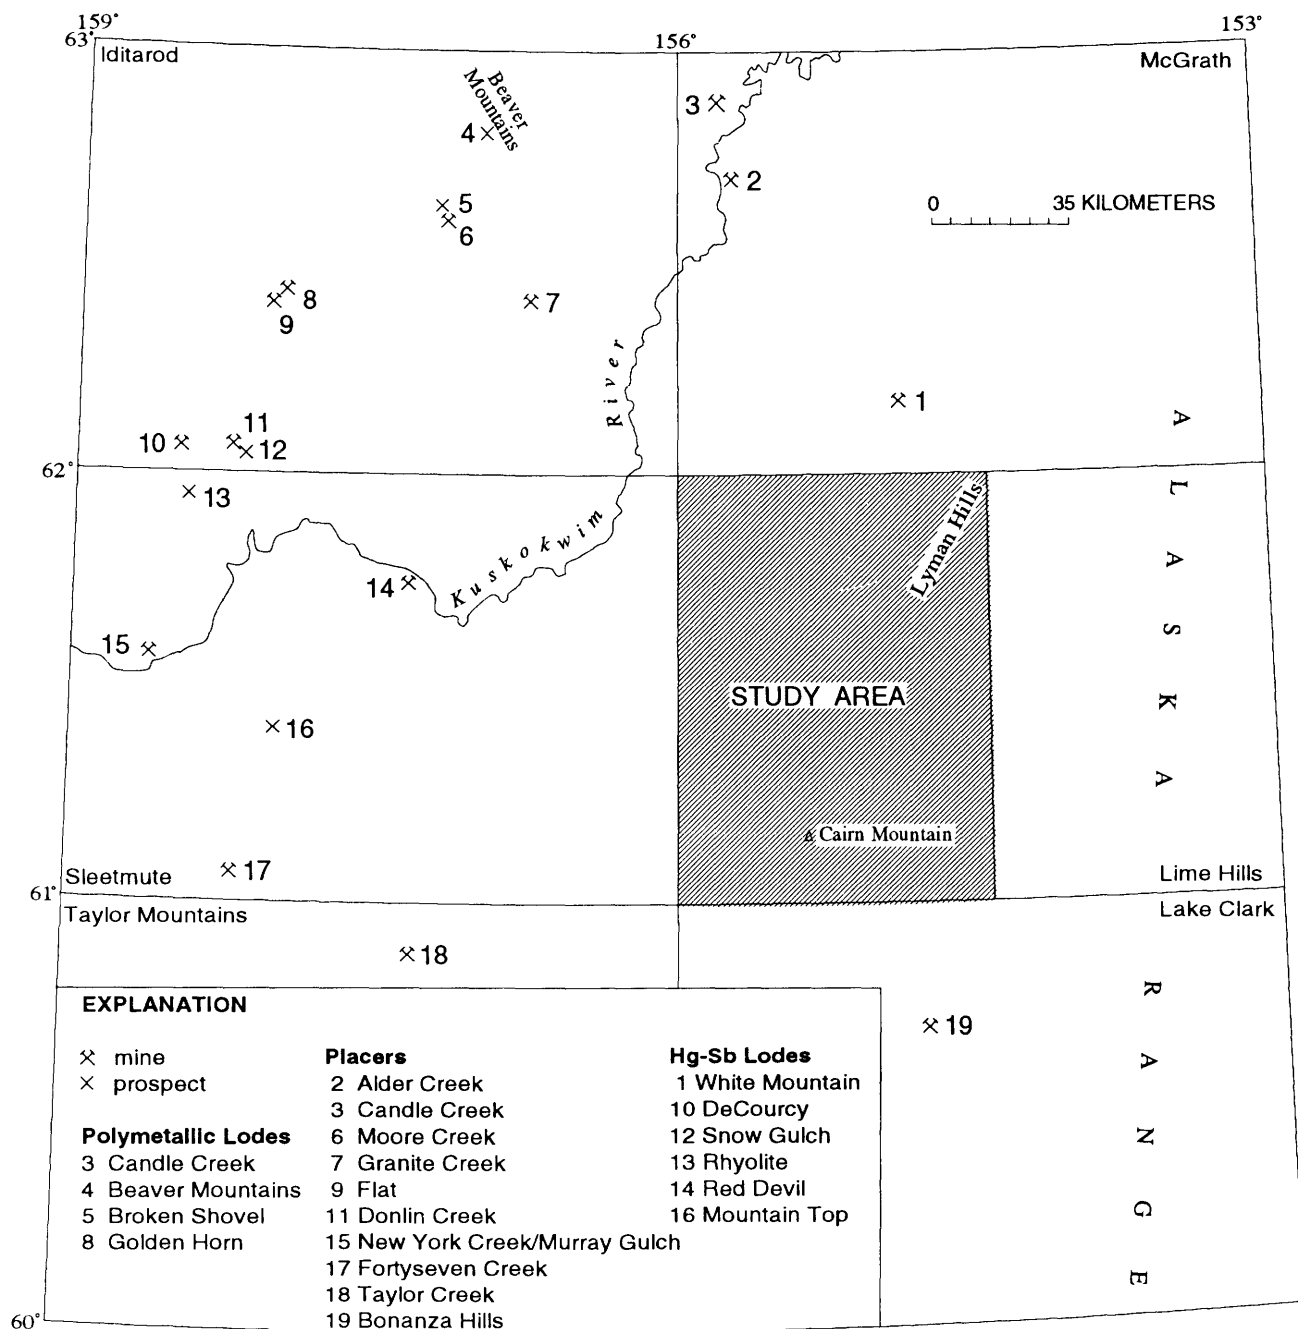 159°
156°
153°
63°
Iditarod
McGrath
Beaver
Mountains
3
4
2
5
6
0 35 KILOMETERS
8
9
7
River
1
11
10
12
62°
13
Lyman Hills
Kuskokwim
14
15
STUDY AREA
16
Cairn Mountain
17
Sleetmute
Lime Hills
61°
Taylor Mountains
Lake Clark
18
19
ALASKA
RANGE
EXPLANATION
mine
prospect
Polymetallic Lodes
3 Candle Creek
4 Beaver Mountains
5 Broken Shovel
8 Golden Horn
Placers
2 Alder Creek
3 Candle Creek
6 Moore Creek
7 Granite Creek
9 Flat
11 Donlin Creek
15 New York Creek/Murray Gulch
17 Fortyseven Creek
18 Taylor Creek
19 Bonanza Hills
Hg-Sb Lodes
1 White Mountain
10 DeCourcy
12 Snow Gulch
13 Rhyolite
14 Red Devil
16 Mountain Top
60°